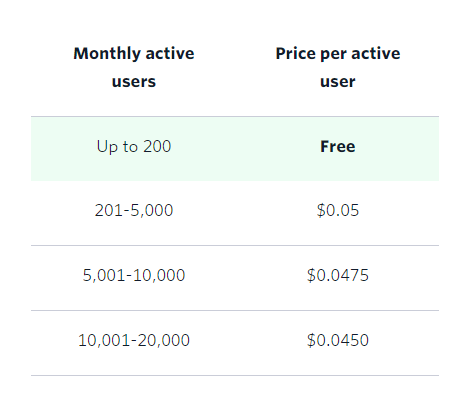 Monthly active users Price per active user
Up to 200 Free
201-5,000 $0.05
5,001-10,000 $0.0475
10,001-20,000 $0.0450